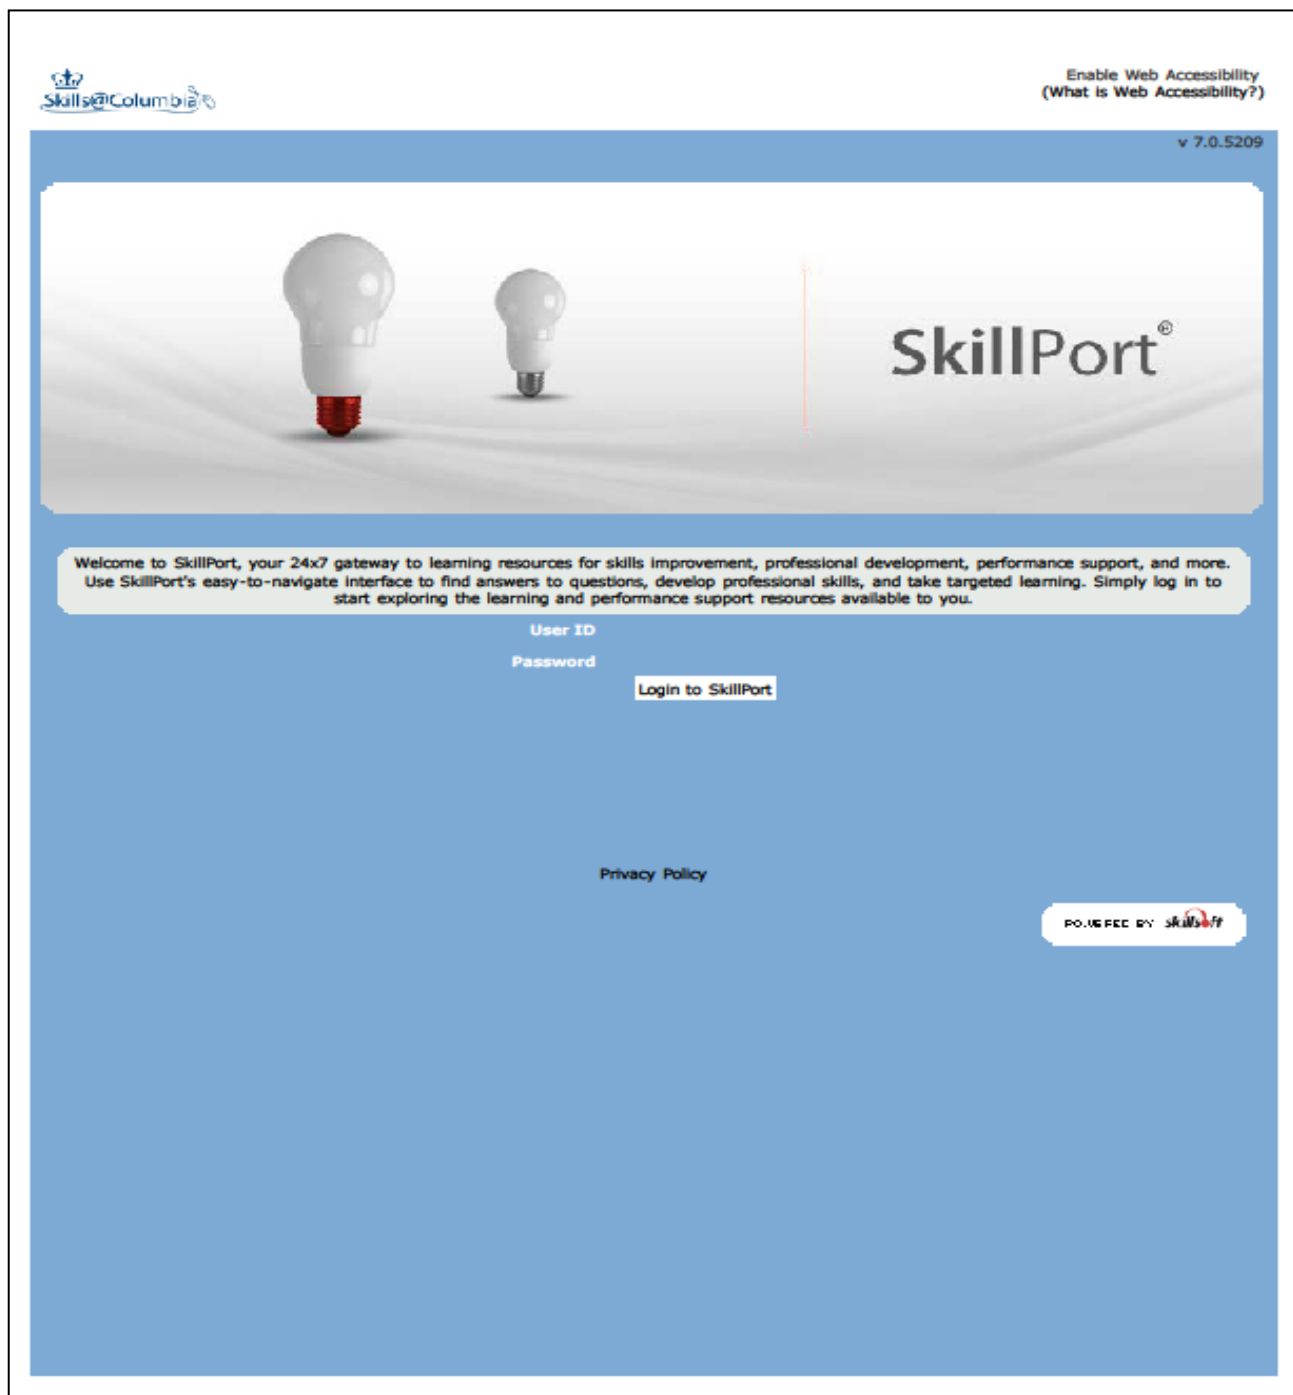 Skills@Columbia
Enable Web Accessibility
(What is Web Accessibility?)
v 7.0.5209
SkillPort®
Welcome to SkillPort, your 24x7 gateway to learning resources for skills improvement, professional development, performance support, and more.
Use SkillPort's easy-to-navigate interface to find answers to questions, develop professional skills, and take targeted learning. Simply log in to
start exploring the learning and performance support resources available to you.
User ID
Password
Login to SkillPort
Privacy Policy
POWERED BY skillsoft